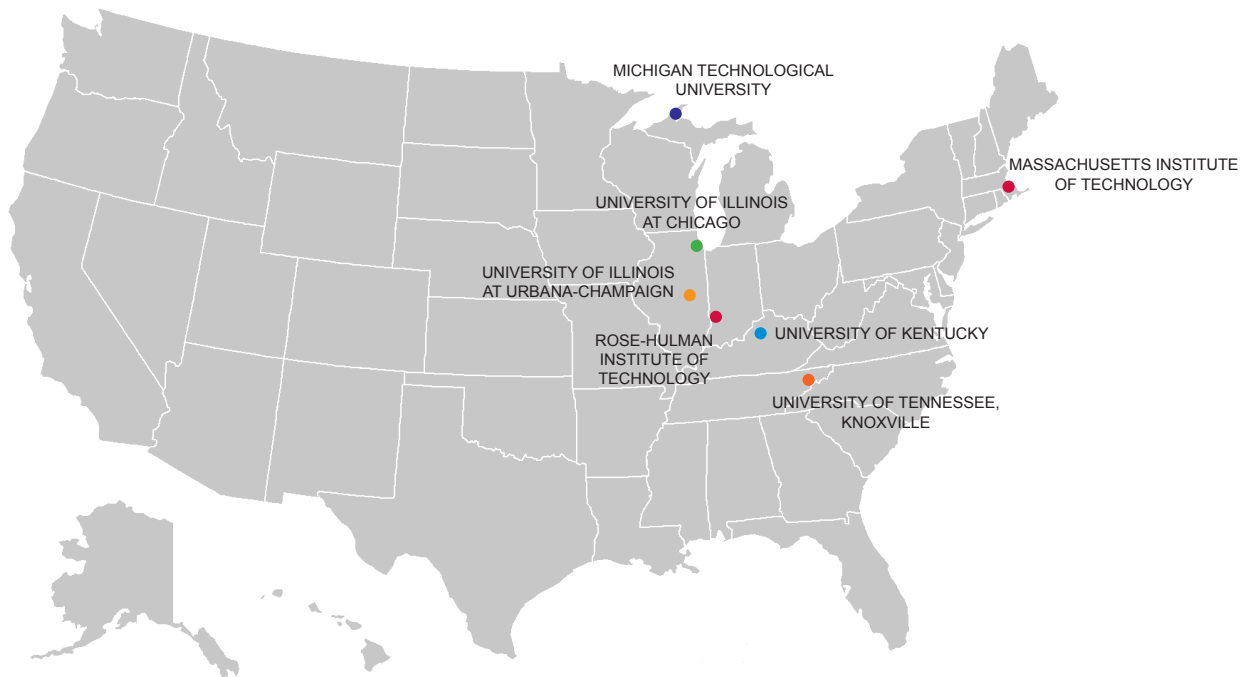 MICHIGAN TECHNOLOGICAL
UNIVERSITY
MASSACHUSETTS INSTITUTE
OF TECHNOLOGY
UNIVERSITY OF ILLINOIS
AT CHICAGO
UNIVERSITY OF ILLINOIS
AT URBANA-CHAMPAIGN
UNIVERSITY OF KENTUCKY
ROSE-HULMAN
INSTITUTE OF
TECHNOLOGY
UNIVERSITY OF TENNESSEE,
KNOXVILLE